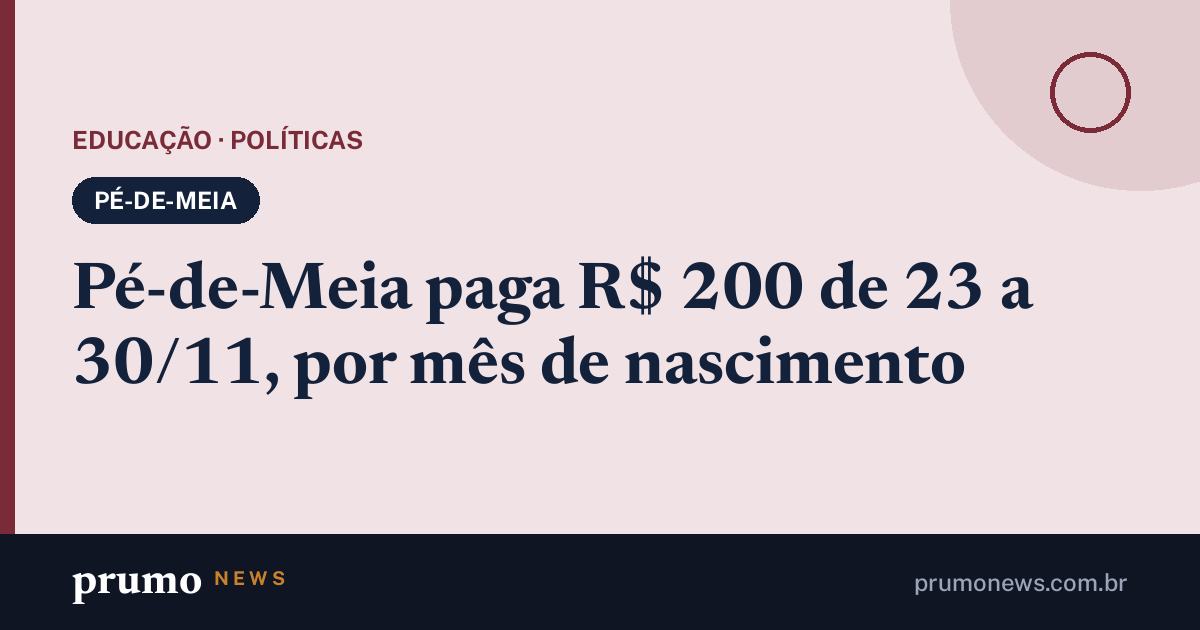 EDUCAÇÃO · POLÍTICAS
PÉ-DE-MEIA
Pé-de-Meia paga R$ 200 de 23 a
30/11, por mês de nascimento
prumo NEWS
prumonews.com.br